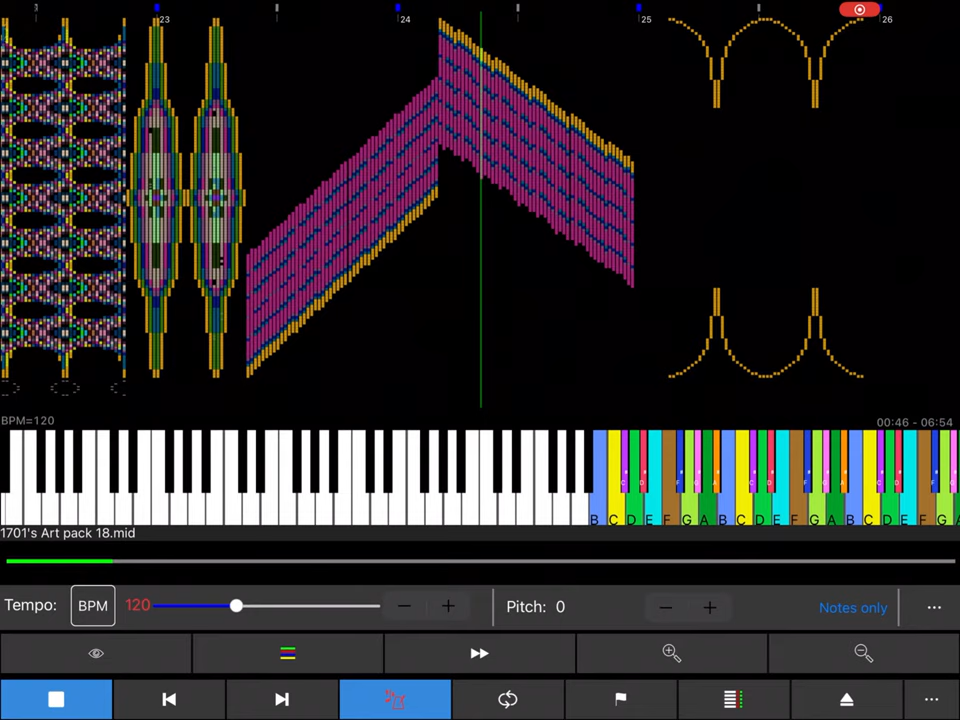 23 24 25 26
BPM=120 00:46 - 06:54
B C D E F G A B C D E F G A B C D E F G
1701's Art pack 18.mid
Tempo: BPM 120 Pitch: 0 Notes only